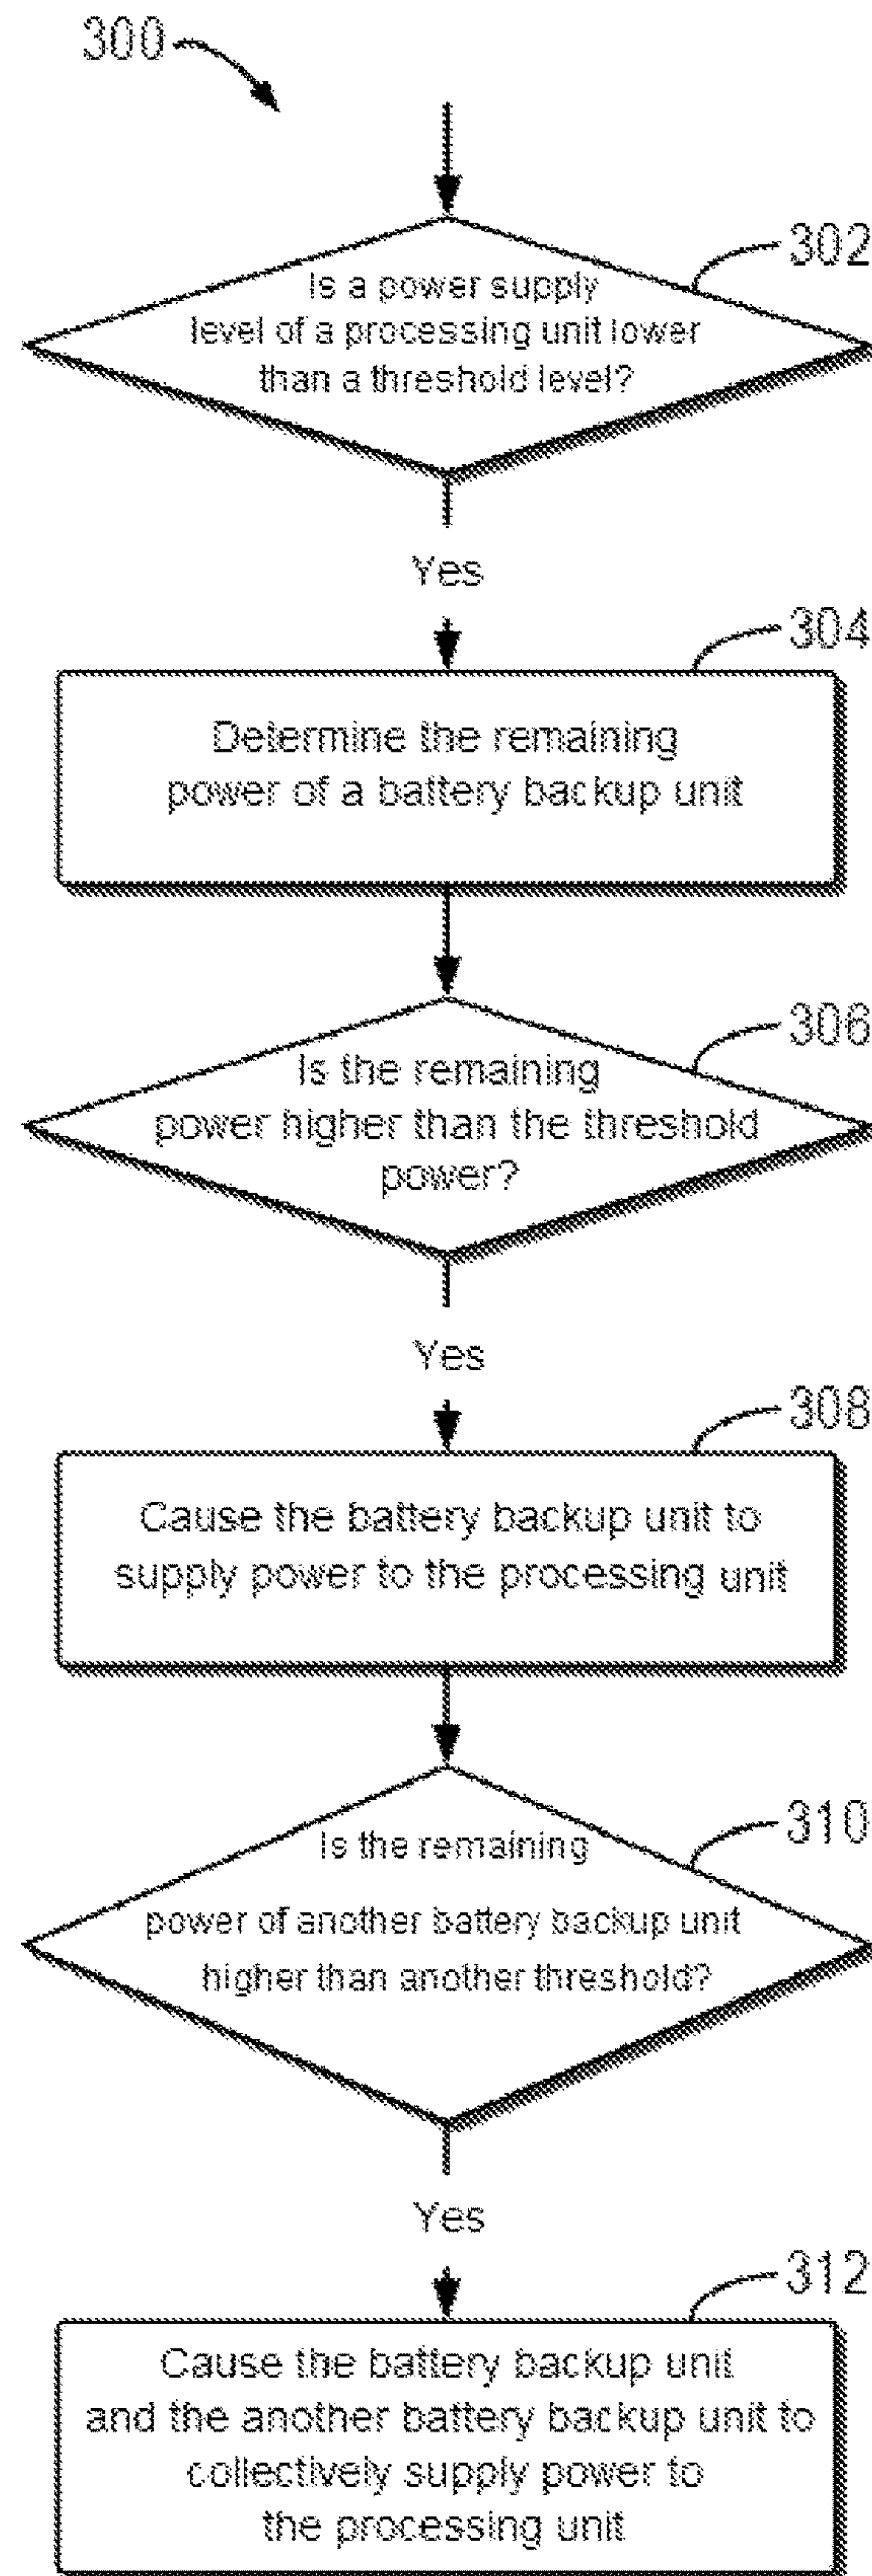 300
302
Is a power supply
level of a processing unit lower
than a threshold level?
Yes
304
Determine the remaining
power of a battery backup unit
306
Is the remaining
power higher than the threshold
power?
Yes
308
Cause the battery backup unit to
supply power to the processing unit
310
Is the remaining
power of another battery backup unit
higher than another threshold?
Yes
312
Cause the battery backup unit
and the another battery backup unit to
collectively supply power to
the processing unit